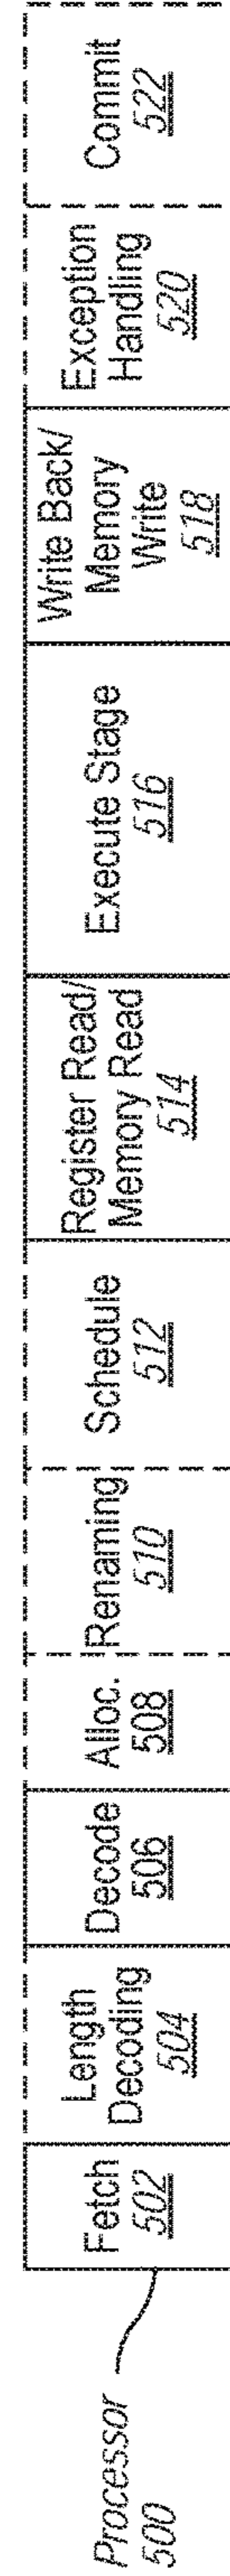 Processor
500
Fetch
502
Length
Decoding
504
Decode
506
Alloc.
508
Renaming
510
Schedule
512
Register Read/
Memory Read
514
Execute Stage
516
Write Back/
Memory
Write
518
Exception
Handling
520
Commit
522